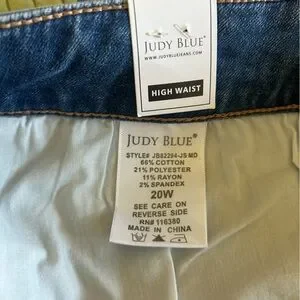 JUDY BLUE®
WWW.JUDYBLUEJEANS.COM
HIGH WAIST
JUDY BLUE®
STYLE# JB82294-JS MD
66% COTTON
21% POLYESTER
11% RAYON
2% SPANDEX
20W
SEE CARE ON
REVERSE SIDE
RN# 116380
MADE IN CHINA